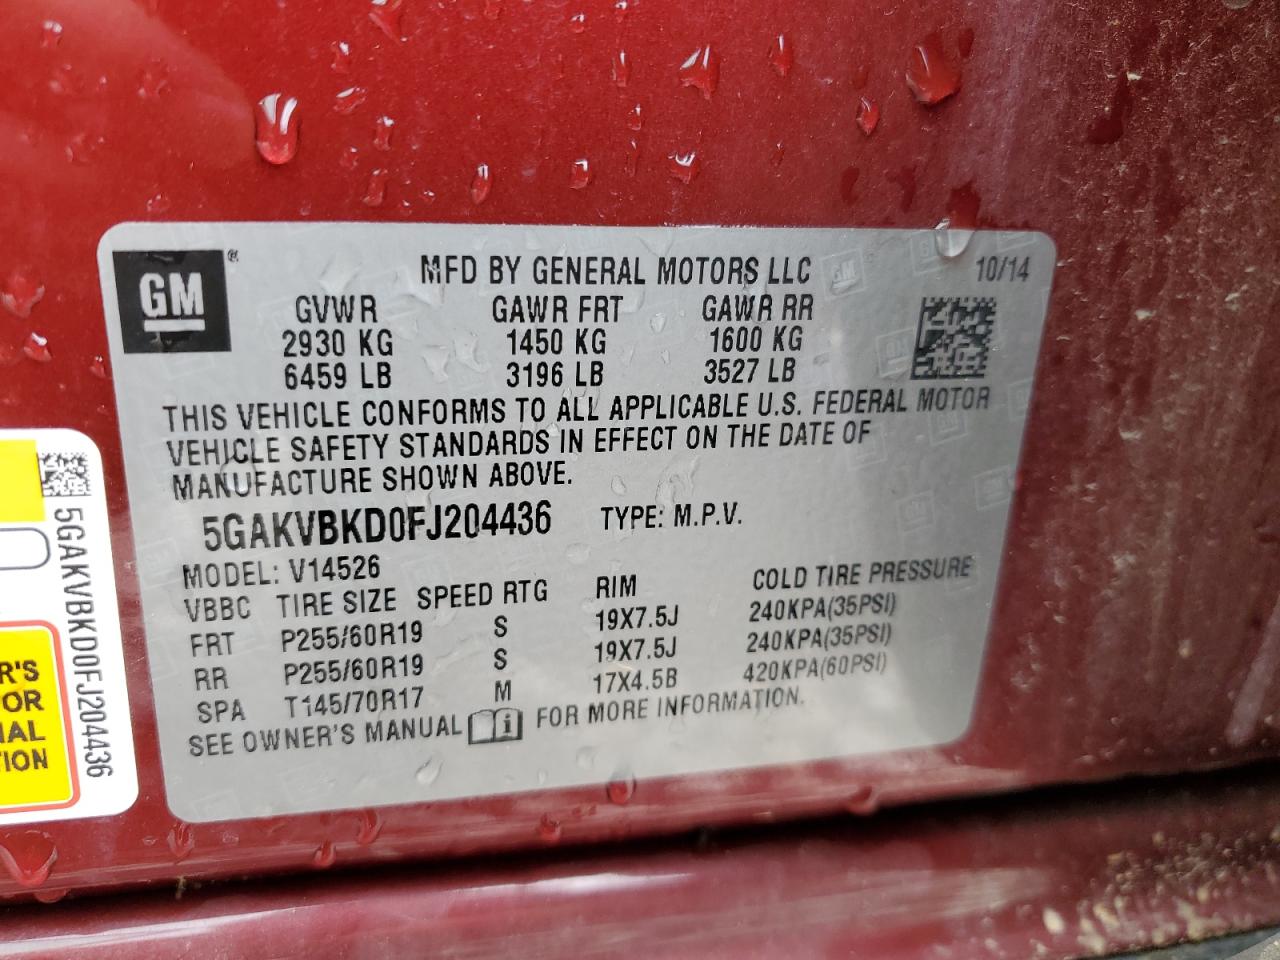 GM ®
MFD BY GENERAL MOTORS LLC 10/14
GVWR GAWR FRT GAWR RR
2930 KG 1450 KG 1600 KG
6459 LB 3196 LB 3527 LB
THIS VEHICLE CONFORMS TO ALL APPLICABLE U.S. FEDERAL MOTOR
VEHICLE SAFETY STANDARDS IN EFFECT ON THE DATE OF
MANUFACTURE SHOWN ABOVE.
5GAKVBKD0FJ204436 TYPE: M.P.V.
MODEL: V14526
VBBC TIRE SIZE SPEED RTG RIM COLD TIRE PRESSURE
FRT P255/60R19 S 19X7.5J 240KPA(35PSI)
RR P255/60R19 S 19X7.5J 240KPA(35PSI)
SPA T145/70R17 M 17X4.5B 420KPA(60PSI)
SEE OWNER'S MANUAL i FOR MORE INFORMATION.
5GAKVBKD0FJ204436
R'S
OR
IAL
ION